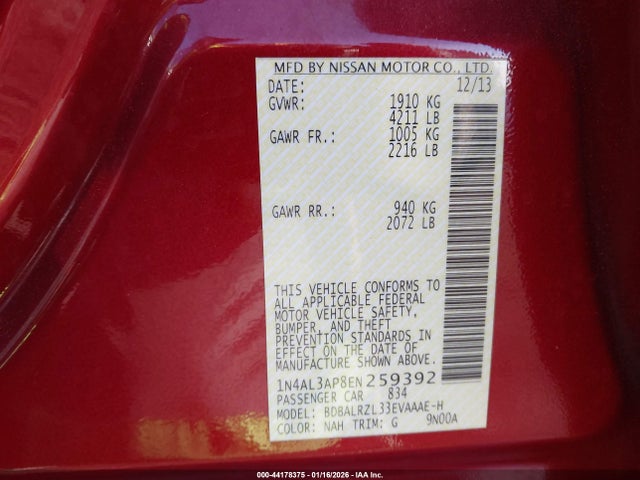 MFD BY NISSAN MOTOR CO., LTD.
DATE: 12/13
GVWR: 1910 KG
4211 LB
GAWR FR.: 1005 KG
2216 LB
GAWR RR.: 940 KG
2072 LB
THIS VEHICLE CONFORMS TO
ALL APPLICABLE FEDERAL
MOTOR VEHICLE SAFETY,
BUMPER, AND THEFT
PREVENTION STANDARDS IN
EFFECT ON THE DATE OF
MANUFACTURE SHOWN ABOVE.
1N4AL3AP8EN259392
PASSENGER CAR 834
MODEL: BDBALRZL33EVAAAE-H
COLOR: NAH TRIM: G 9N00A
000-44178375 - 01/16/2026 - IAA Inc.